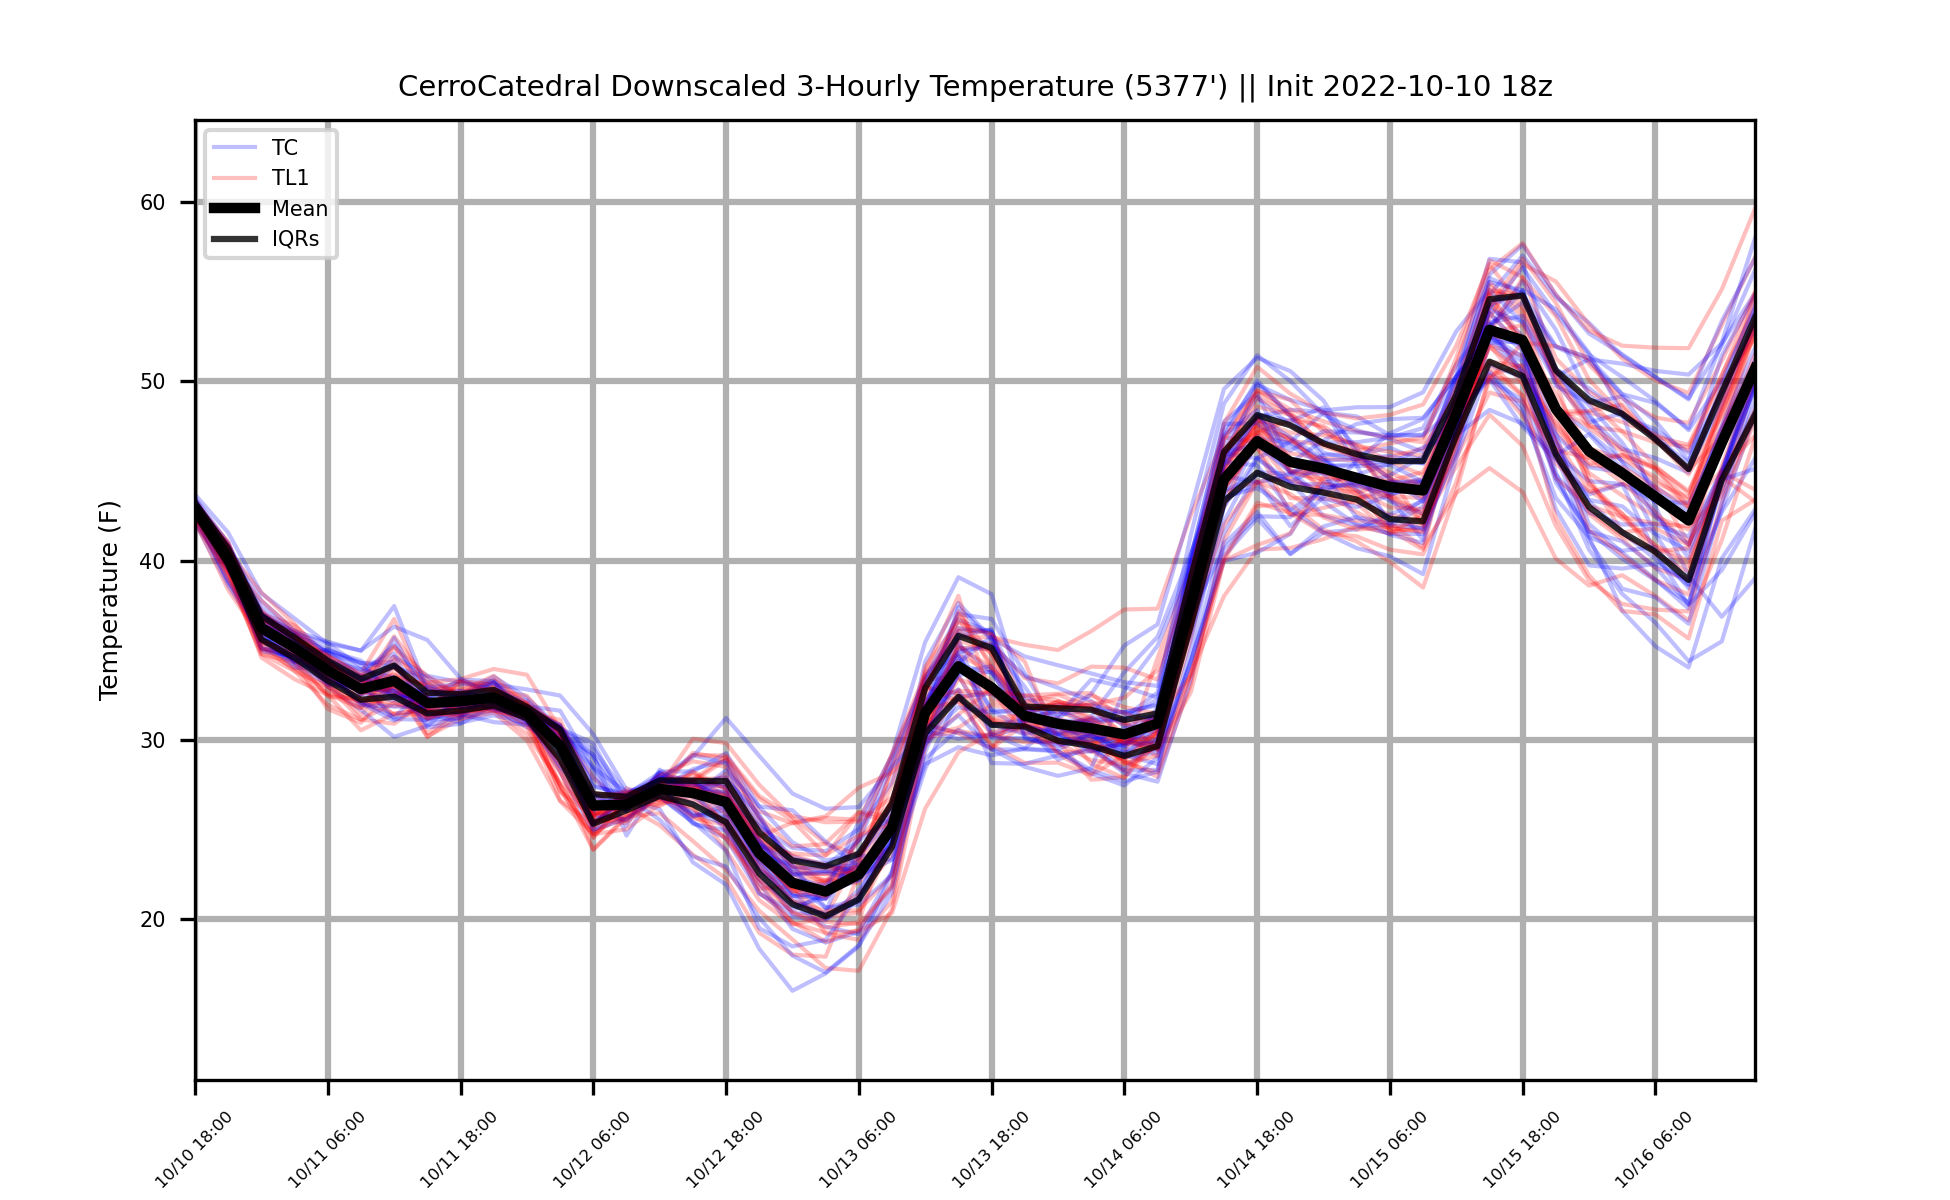 CerroCatedral Downscaled 3-Hourly Temperature (5377') || Init 2022-10-10 18z
TC
TL1
Mean
IQRs
Temperature (F)
60
50
40
30
20
10/10 18:00
10/11 06:00
10/11 18:00
10/12 06:00
10/12 18:00
10/13 06:00
10/13 18:00
10/14 06:00
10/14 18:00
10/15 06:00
10/15 18:00
10/16 06:00